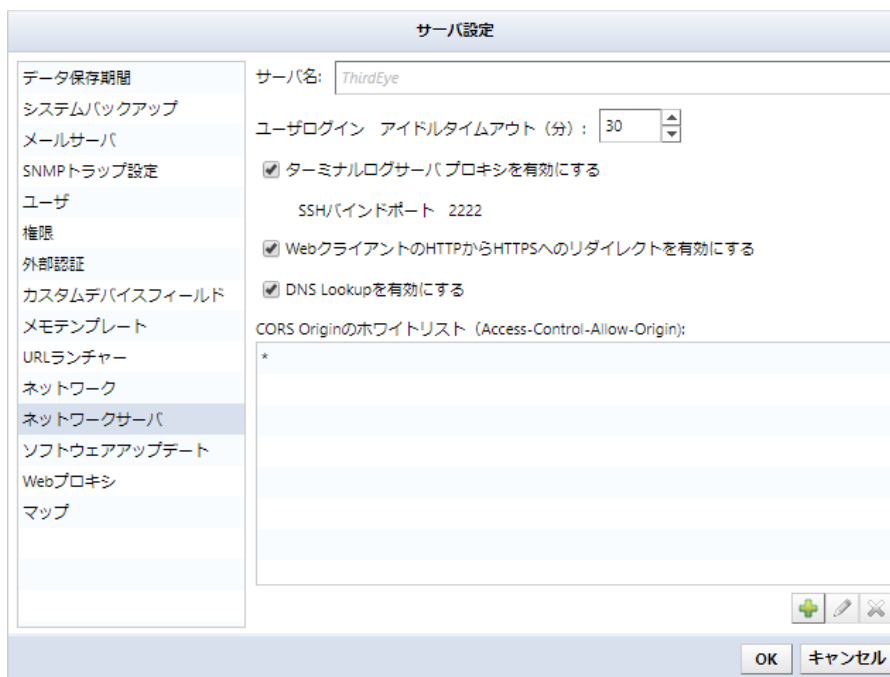 サーバ設定
データ保存期間
システムバックアップ
メールサーバ
SNMPトラップ設定
ユーザ
権限
外部認証
カスタムデバイスフィールド
メモテンプレート
URLランチャー
ネットワーク
ネットワークサーバ
ソフトウェアアップデート
Webプロキシ
マップ
サーバ名: ThirdEye
ユーザログイン アイドルタイムアウト（分）: 30
ターミナルログサーバ プロキシを有効にする
SSHバインドポート 2222
WebクライアントのHTTPからHTTPSへのリダイレクトを有効にする
DNS Lookupを有効にする
CORS Originのホワイトリスト（Access-Control-Allow-Origin):
*
OK キャンセル